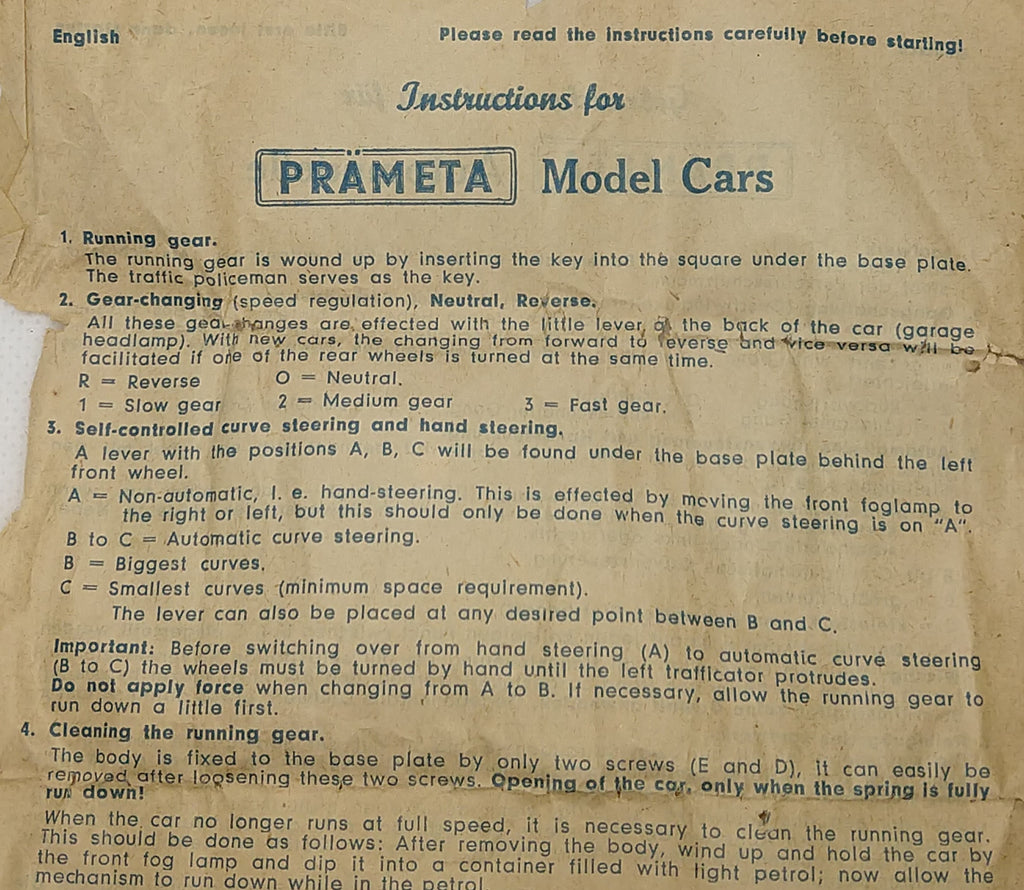 English
Please read the instructions carefully before starting!
Instructions for
PRÄMETA Model Cars
1. Running gear.
The running gear is wound up by inserting the key into the square under the base plate.
The traffic policeman serves as the key.
2. Gear-changing (speed regulation), Neutral, Reverse.
All these gear changes are effected with the little lever at the back of the car (garage
headlamp). With new cars, the changing from forward to reverse and vice versa will be
facilitated if one of the rear wheels is turned at the same time.
R = Reverse O = Neutral.
1 = Slow gear 2 = Medium gear 3 = Fast gear.
3. Self-controlled curve steering and hand steering.
A lever with the positions A, B, C will be found under the base plate behind the left
front wheel.
A = Non-automatic, I. e. hand-steering. This is effected by moving the front foglamp to
the right or left, but this should only be done when the curve steering is on "A".
B to C = Automatic curve steering.
B = Biggest curves.
C = Smallest curves (minimum space requirement).
The lever can also be placed at any desired point between B and C.
Important: Before switching over from hand steering (A) to automatic curve steering
(B to C) the wheels must be turned by hand until the left trafficator protrudes.
Do not apply force when changing from A to B. If necessary, allow the running gear to
run down a little first.
4. Cleaning the running gear.
The body is fixed to the base plate by only two screws (E and D), it can easily be
removed after loosening these two screws. Opening of the car, only when the spring is fully
run down!
When the car no longer runs at full speed, it is necessary to clean the running gear.
This should be done as follows: After removing the body, wind up and hold the car by
the front fog lamp and dip it into a container filled with light petrol; now allow the
mechanism to run down while in the petrol.